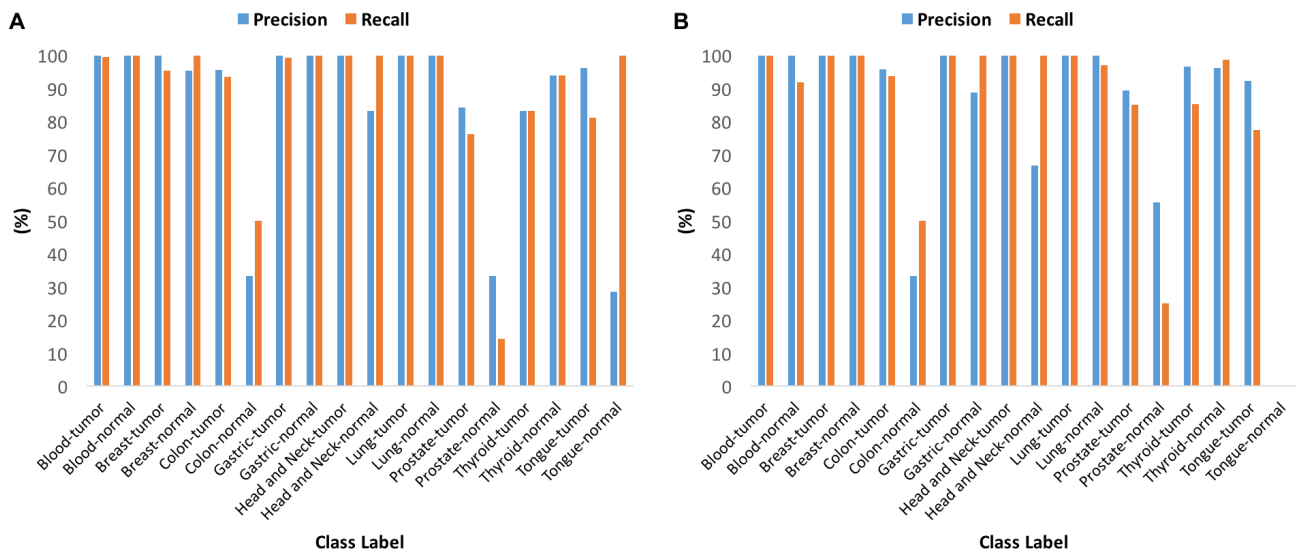 A
Precision Recall
100
90
80
70
60
50
40
30
20
10
0
(%)
Blood-tumor
Blood-normal
Breast-tumor
Breast-normal
Colon-tumor
Colon-normal
Gastric-tumor
Gastric-normal
Head and Neck-tumor
Head and Neck-normal
Lung-tumor
Lung-normal
Prostate-tumor
Prostate-normal
Thyroid-tumor
Thyroid-normal
Tongue-tumor
Tongue-normal
Class Label
B
Precision Recall
100
90
80
70
60
50
40
30
20
10
0
(%)
Blood-tumor
Blood-normal
Breast-tumor
Breast-normal
Colon-tumor
Colon-normal
Gastric-tumor
Gastric-normal
Head and Neck-tumor
Head and Neck-normal
Lung-tumor
Lung-normal
Prostate-tumor
Prostate-normal
Thyroid-tumor
Thyroid-normal
Tongue-tumor
Tongue-normal
Class Label